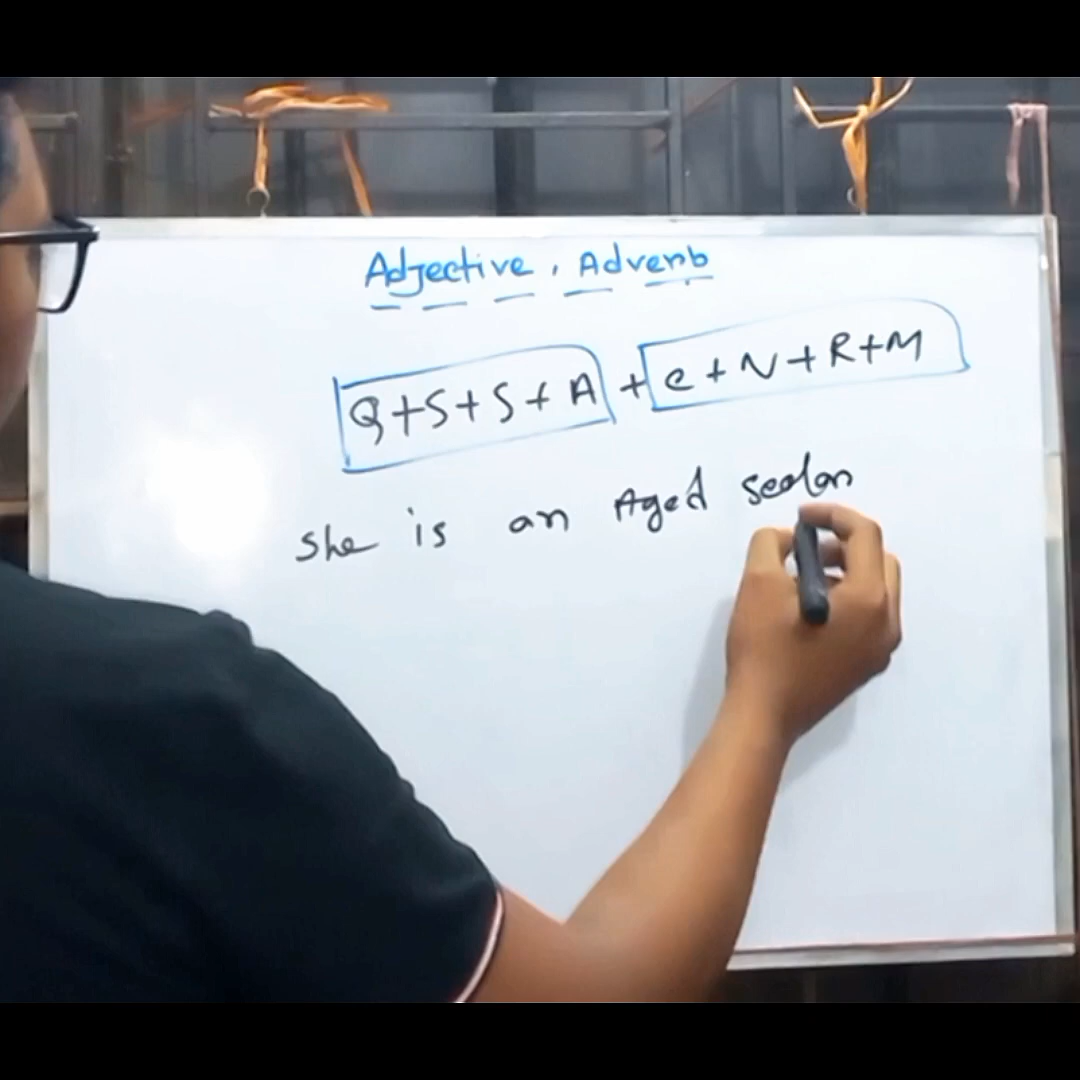 Adjective, Adverb
Q+S+S+A + C+N+R+M
She is an Aged